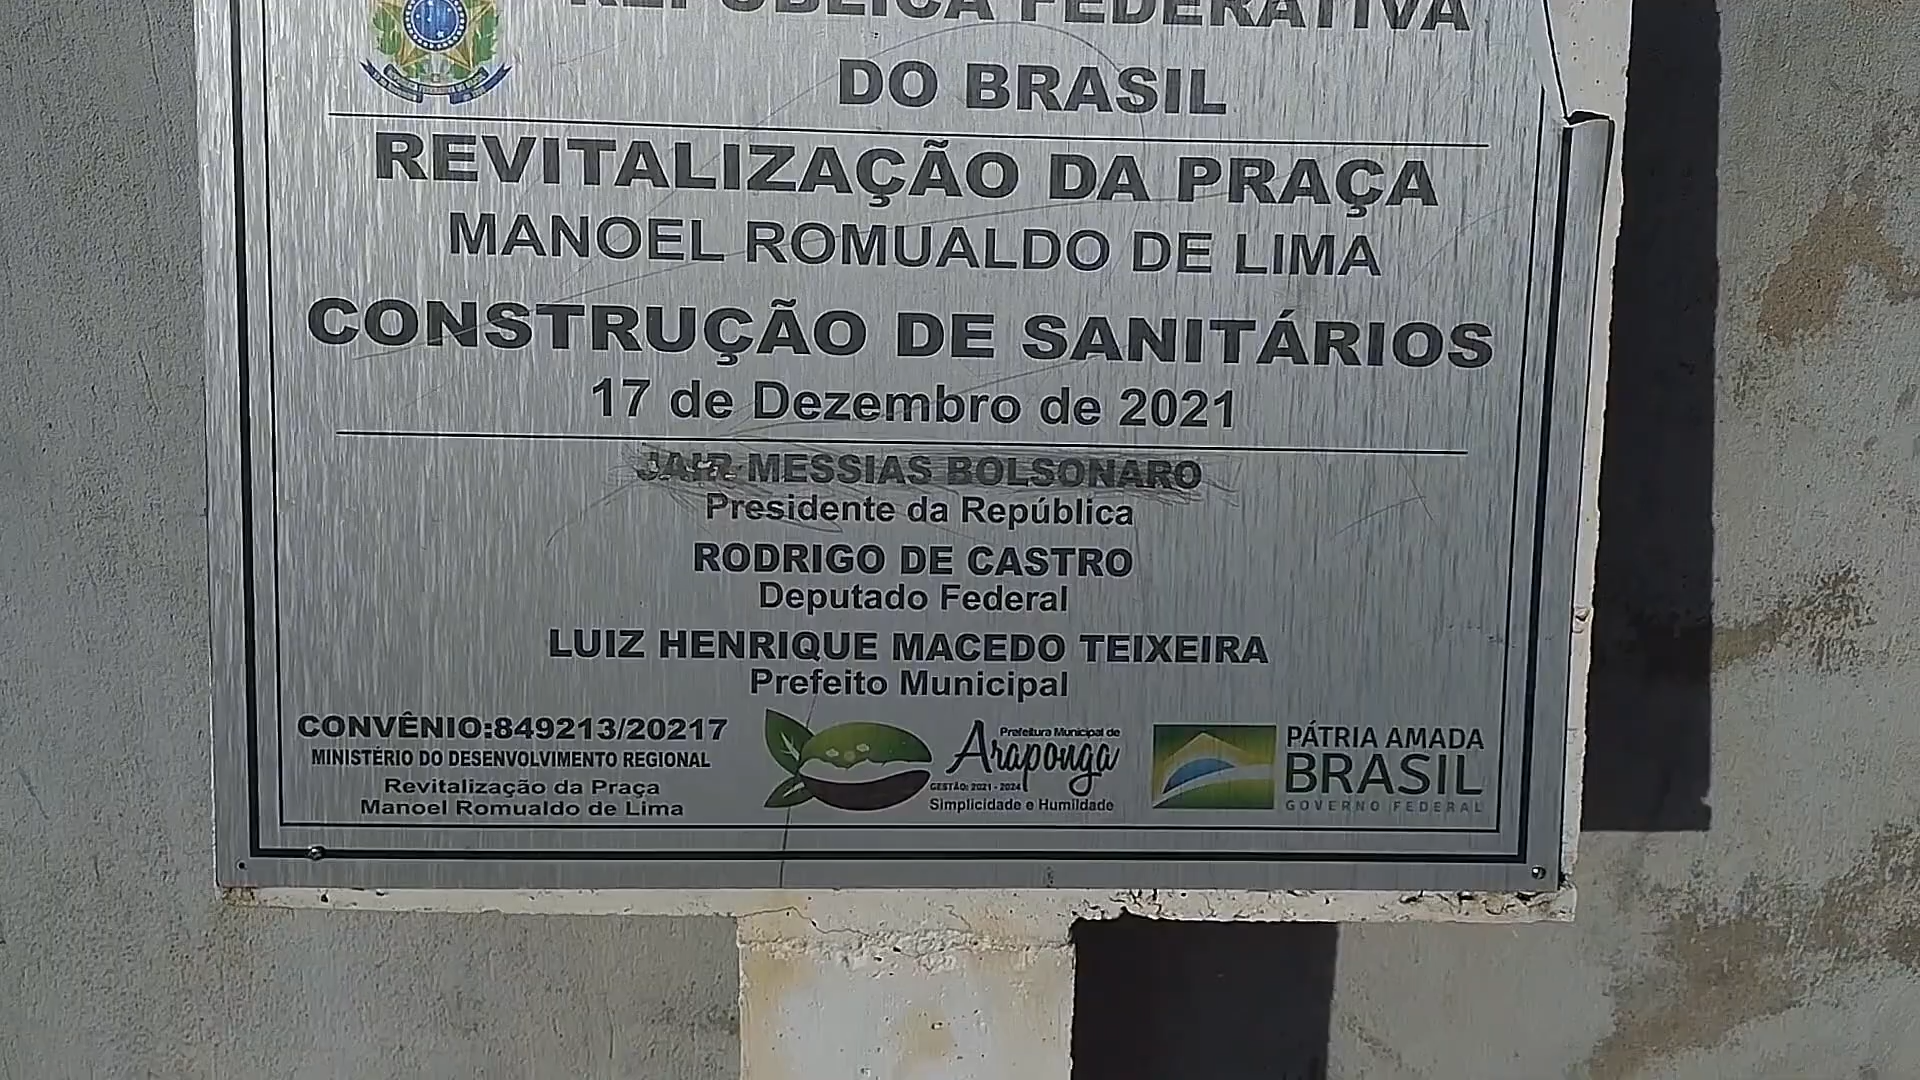 REPÚBLICA FEDERATIVA
DO BRASIL
REVITALIZAÇÃO DA PRAÇA
MANOEL ROMUALDO DE LIMA
CONSTRUÇÃO DE SANITÁRIOS
17 de Dezembro de 2021
JAIR MESSIAS BOLSONARO
Presidente da República
RODRIGO DE CASTRO
Deputado Federal
LUIZ HENRIQUE MACEDO TEIXEIRA
Prefeito Municipal
CONVÊNIO:849213/20217
MINISTÉRIO DO DESENVOLVIMENTO REGIONAL
Revitalização da Praça
Manoel Romualdo de Lima
Prefeitura Municipal de
Araponga
GESTÃO: 2021 - 2024
Simplicidade e Humildade
PÁTRIA AMADA
BRASIL
GOVERNO FEDERAL